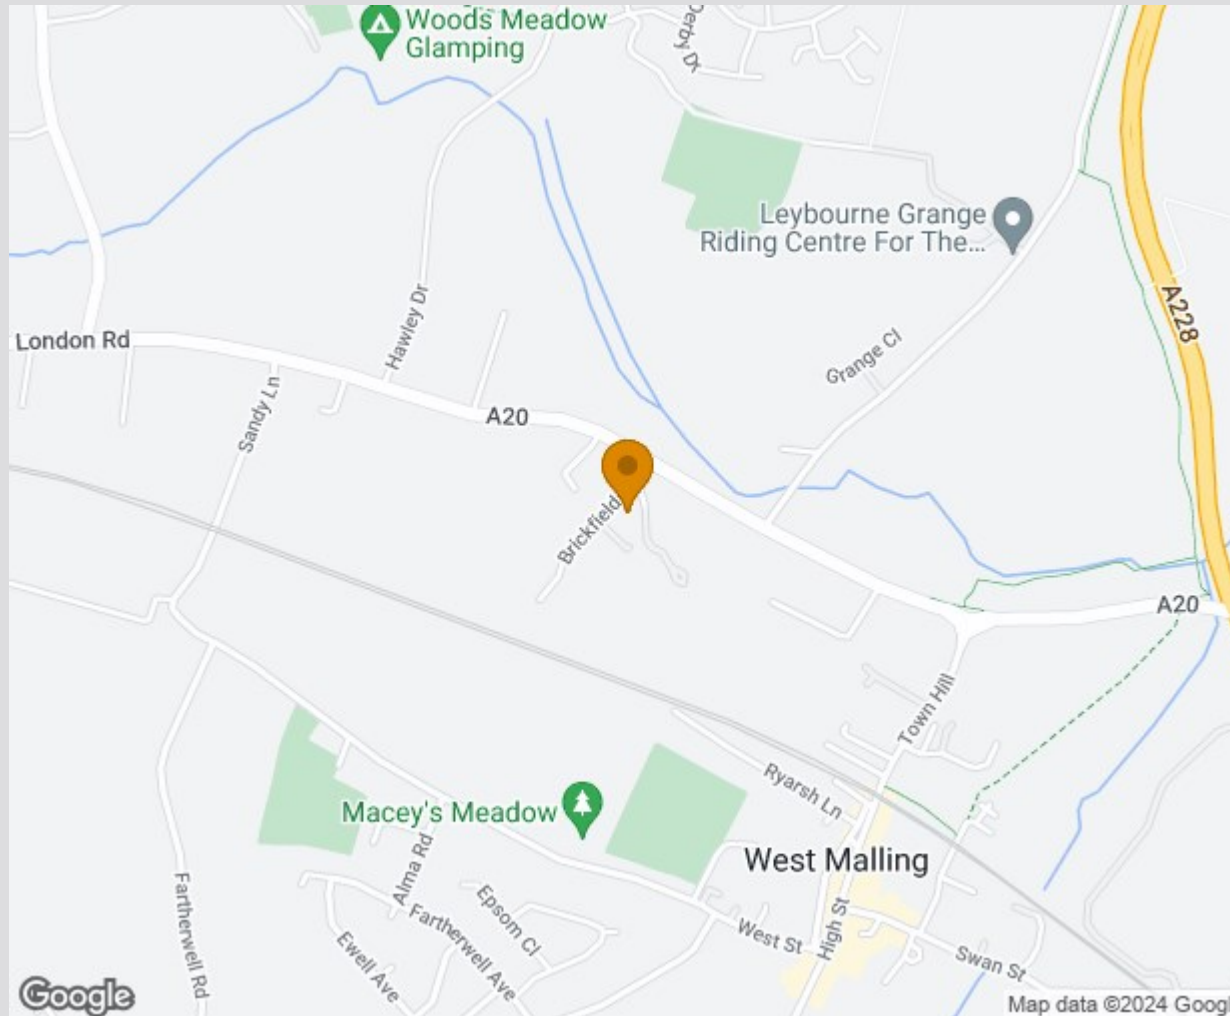 Woods Meadow
Glamping
Derby Dr
Leybourne Grange
Riding Centre For The...
A228
London Rd
Hawley Dr
Grange Cl
Sandy Ln
A20
Brickfield
A20
Town Hill
Ryarsh Ln
Macey's Meadow
West Malling
Alma Rd
Epsom Cl
Fartherwell Rd
Fartherwell Ave
Ewell Ave
West St
High St
Swan St
Google
Map data ©2024 Googl